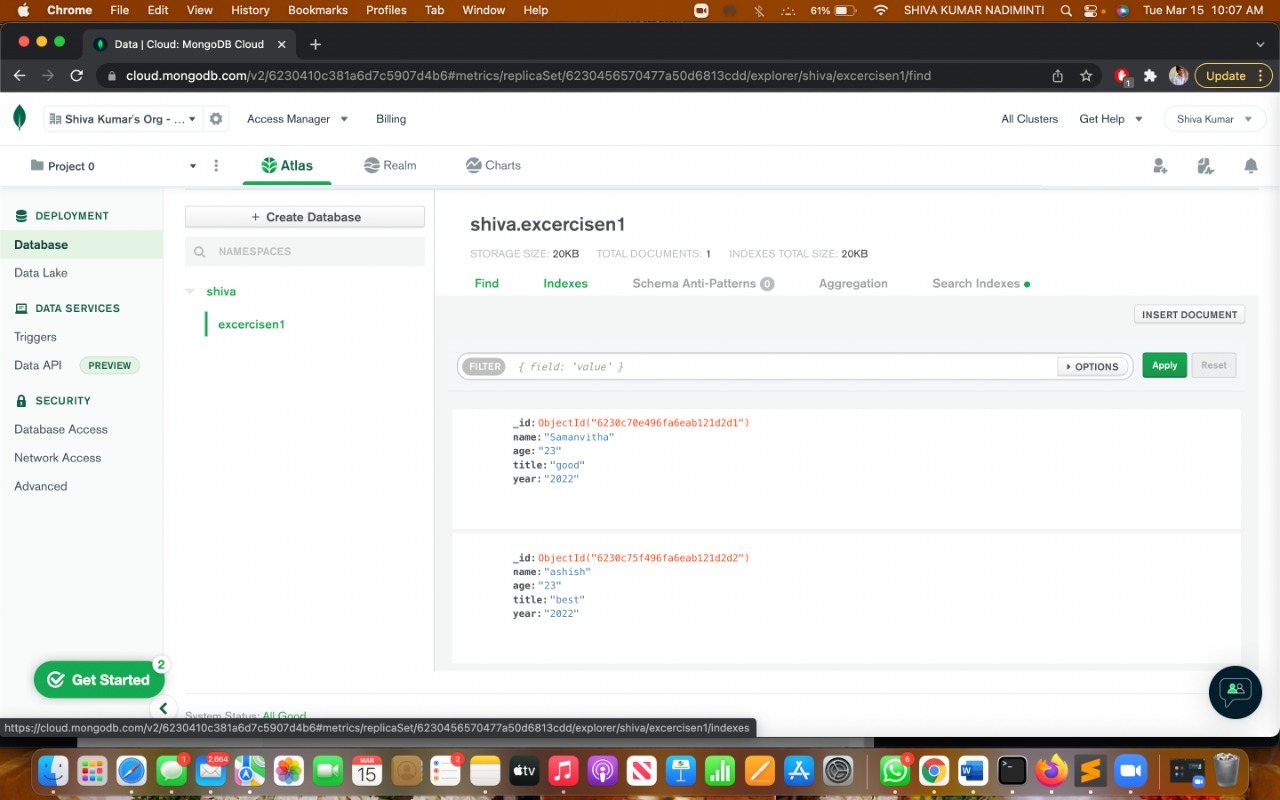 Chrome File Edit View History Bookmarks Profiles Tab Window Help 61% SHIVA KUMAR NADIMINTI Tue Mar 15 10:07 AM
Data | Cloud: MongoDB Cloud
cloud.mongodb.com/v2/6230410c381a6d7c5907d4b6#metrics/replicaSet/6230456570477a50d6813cdd/explorer/shiva/excercisen1/find 1 Update
Shiva Kumar's Org - ... Access Manager Billing All Clusters Get Help Shiva Kumar
Project 0 Atlas Realm Charts
DEPLOYMENT
Database
Data Lake
DATA SERVICES
Triggers
Data API PREVIEW
SECURITY
Database Access
Network Access
Advanced
Get Started 2
+ Create Database
NAMESPACES
shiva
excercisen1
shiva.excercisen1
STORAGE SIZE: 20KB TOTAL DOCUMENTS: 1 INDEXES TOTAL SIZE: 20KB
Find Indexes Schema Anti-Patterns 0 Aggregation Search Indexes
INSERT DOCUMENT
FILTER { field: 'value' } OPTIONS Apply Reset
_id: ObjectId("6230c70e496fa6eab121d2d1")
name: "Samanvitha"
age: "23"
title: "good"
year: "2022"
_id: ObjectId("6230c75f496fa6eab121d2d2")
name: "ashish"
age: "23"
title: "best"
year: "2022"
System Status: All Good
https://cloud.mongodb.com/v2/6230410c381a6d7c5907d4b6#metrics/replicaSet/6230456570477a50d6813cdd/explorer/shiva/excercisen1/indexes
1 2,664 MAR 15 2 tv 6